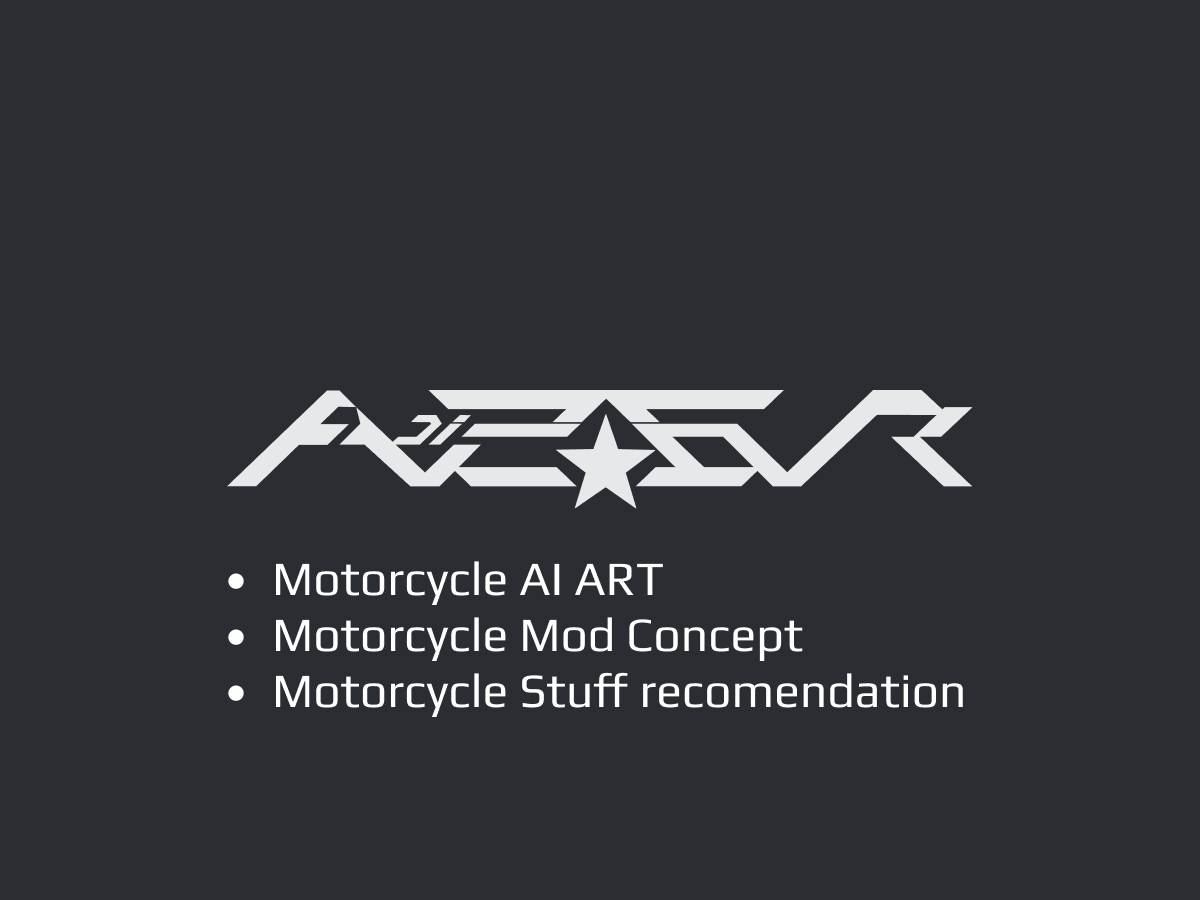 • Motorcycle AI ART
• Motorcycle Mod Concept
• Motorcycle Stuff recomendation